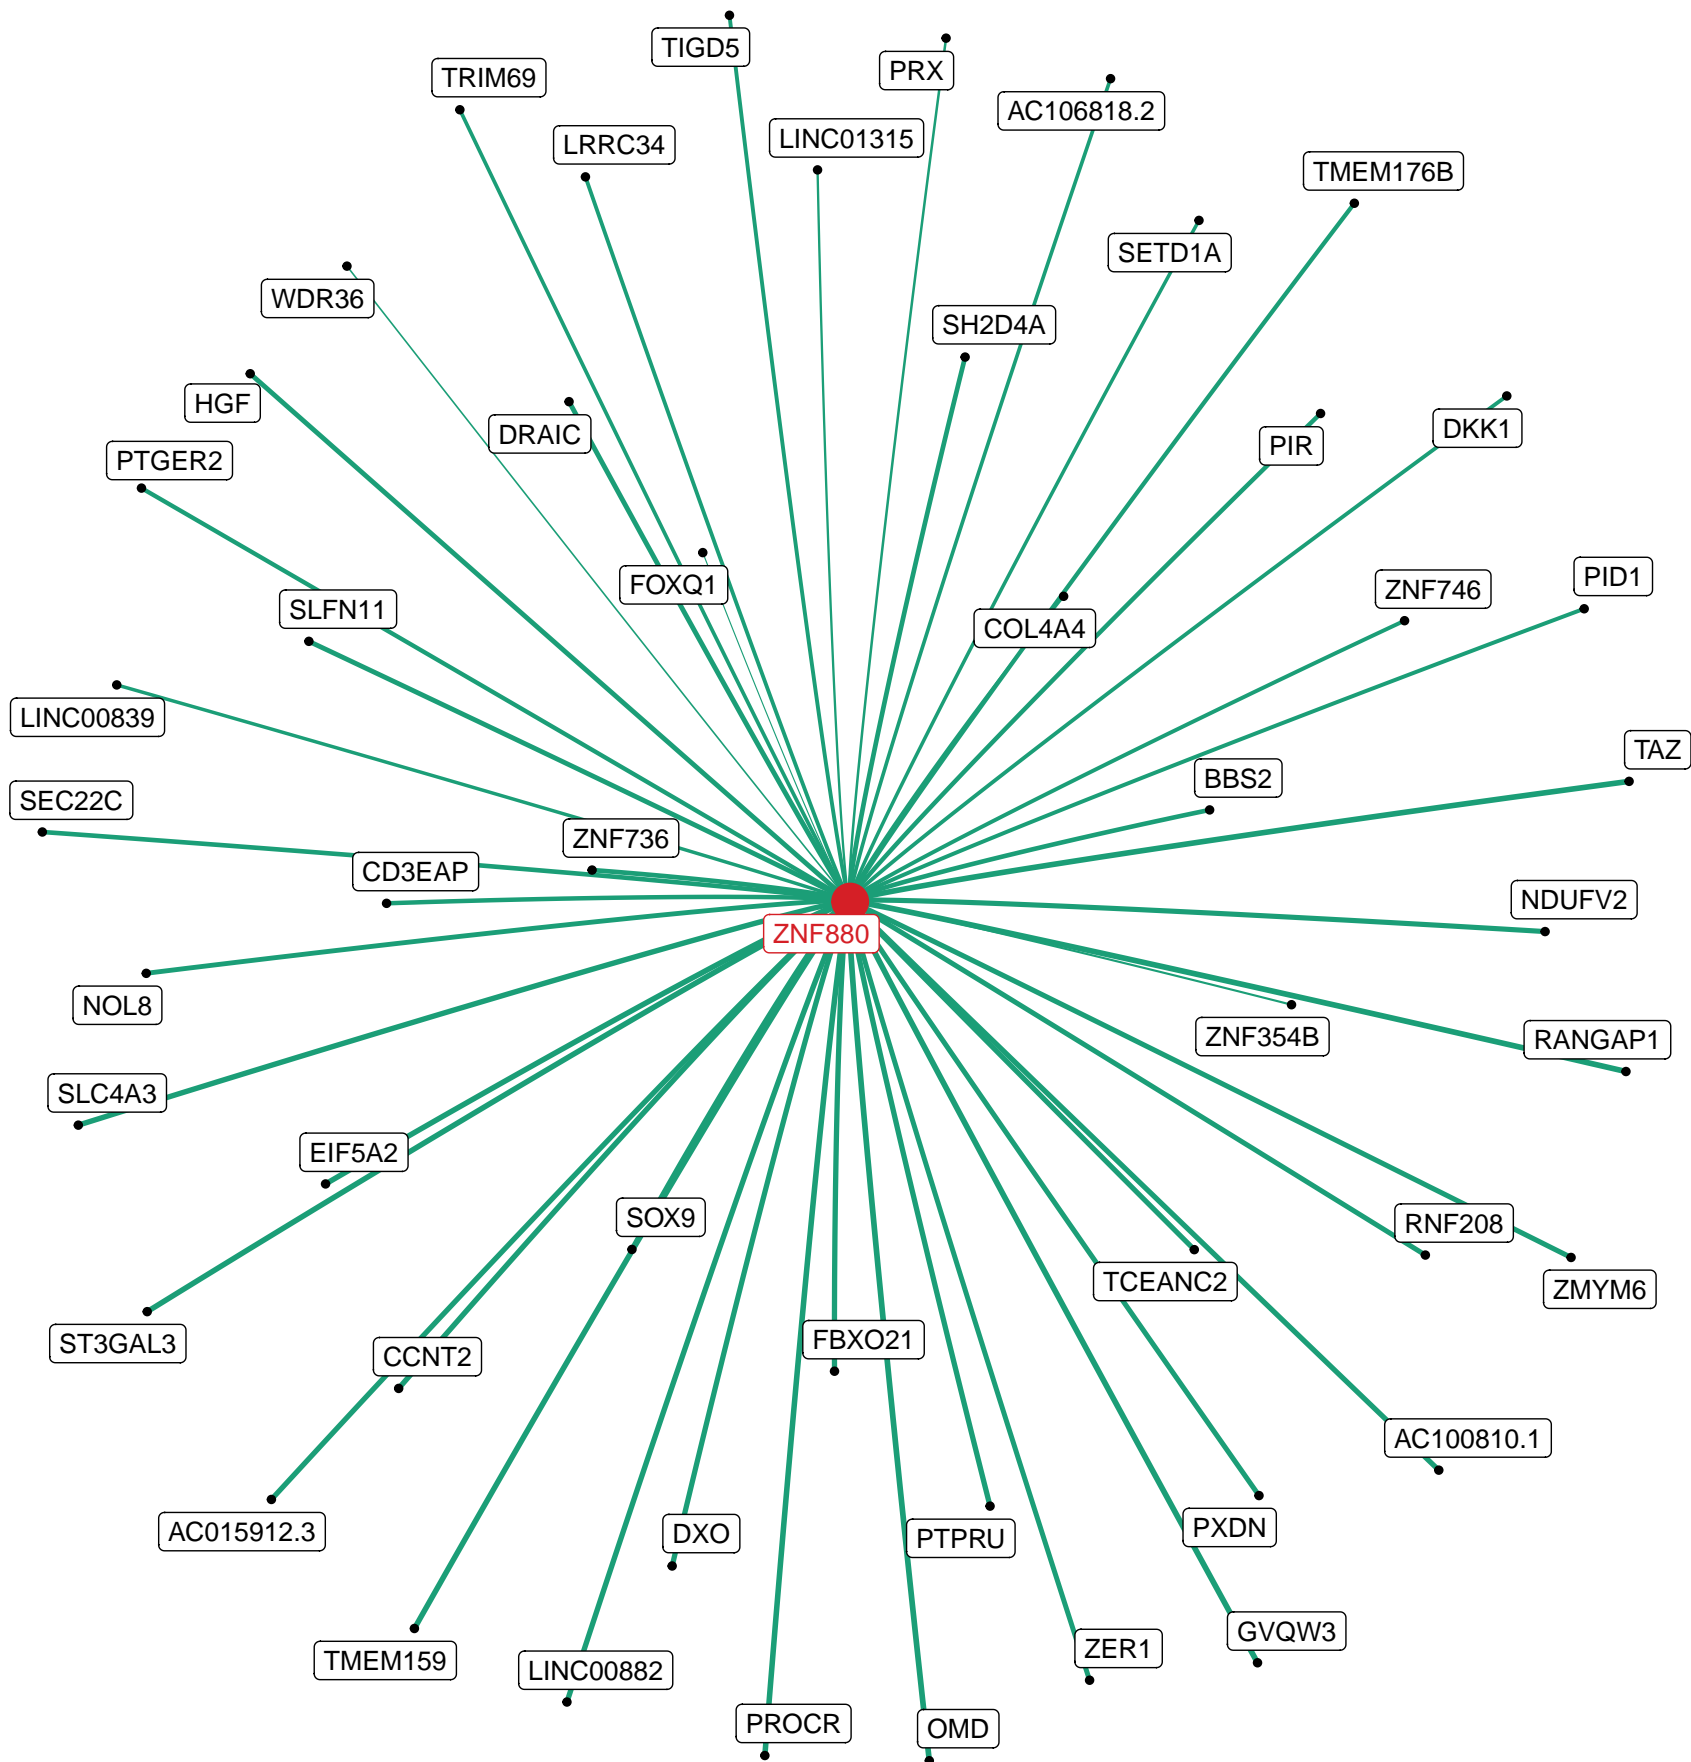 TIGD5
PRX
TRIM69
AC106818.2
LINC01315
LRRC34
TMEM176B
SETD1A
WDR36
SH2D4A
HGF
DRAIC
DKK1
PIR
PTGER2
PID1
FOXQ1
ZNF746
SLFN11
COL4A4
LINC00839
TAZ
BBS2
SEC22C
ZNF736
CD3EAP
NDUFV2
ZNF880
NOL8
ZNF354B
RANGAP1
SLC4A3
EIF5A2
SOX9
RNF208
TCEANC2
ZMYM6
ST3GAL3
FBXO21
CCNT2
AC100810.1
AC015912.3
DXO
PTPRU
PXDN
GVQW3
ZER1
TMEM159
LINC00882
PROCR
OMD